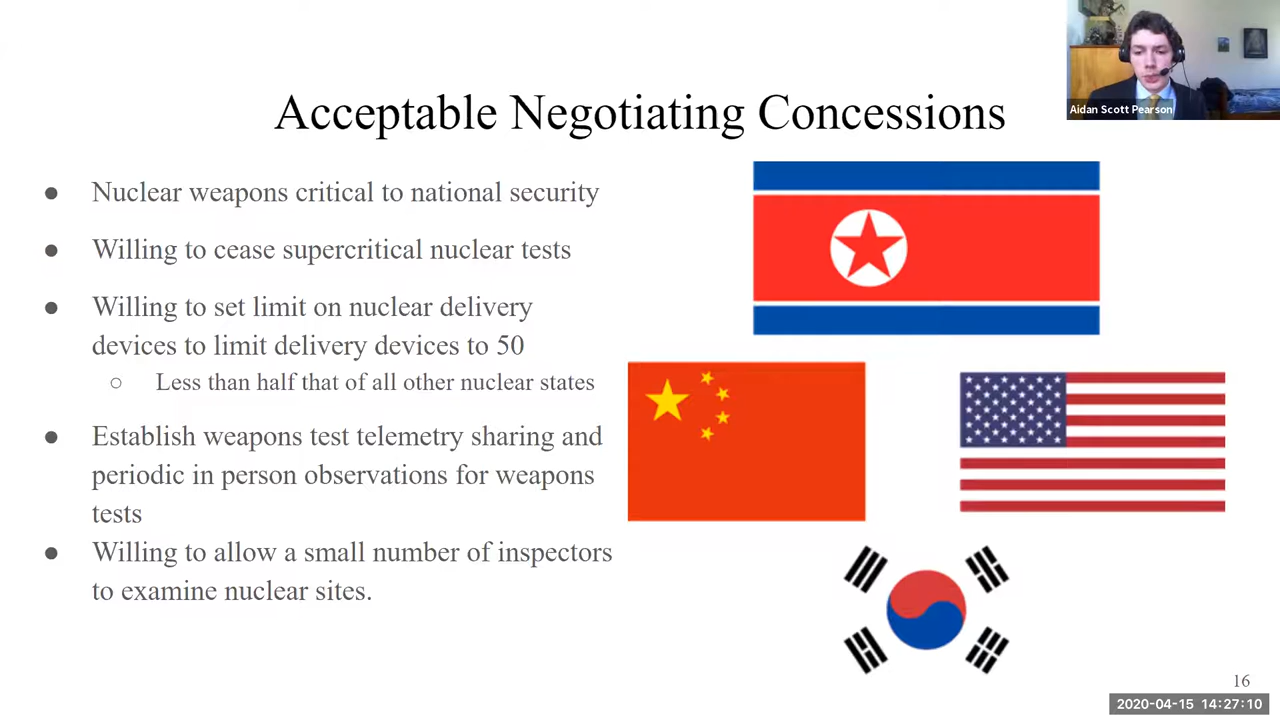 Aidan Scott Pearson
Acceptable Negotiating Concessions
● Nuclear weapons critical to national security
● Willing to cease supercritical nuclear tests
● Willing to set limit on nuclear delivery
devices to limit delivery devices to 50
○ Less than half that of all other nuclear states
● Establish weapons test telemetry sharing and
periodic in person observations for weapons
tests
● Willing to allow a small number of inspectors
to examine nuclear sites.
16
2020-04-15 14:27:10